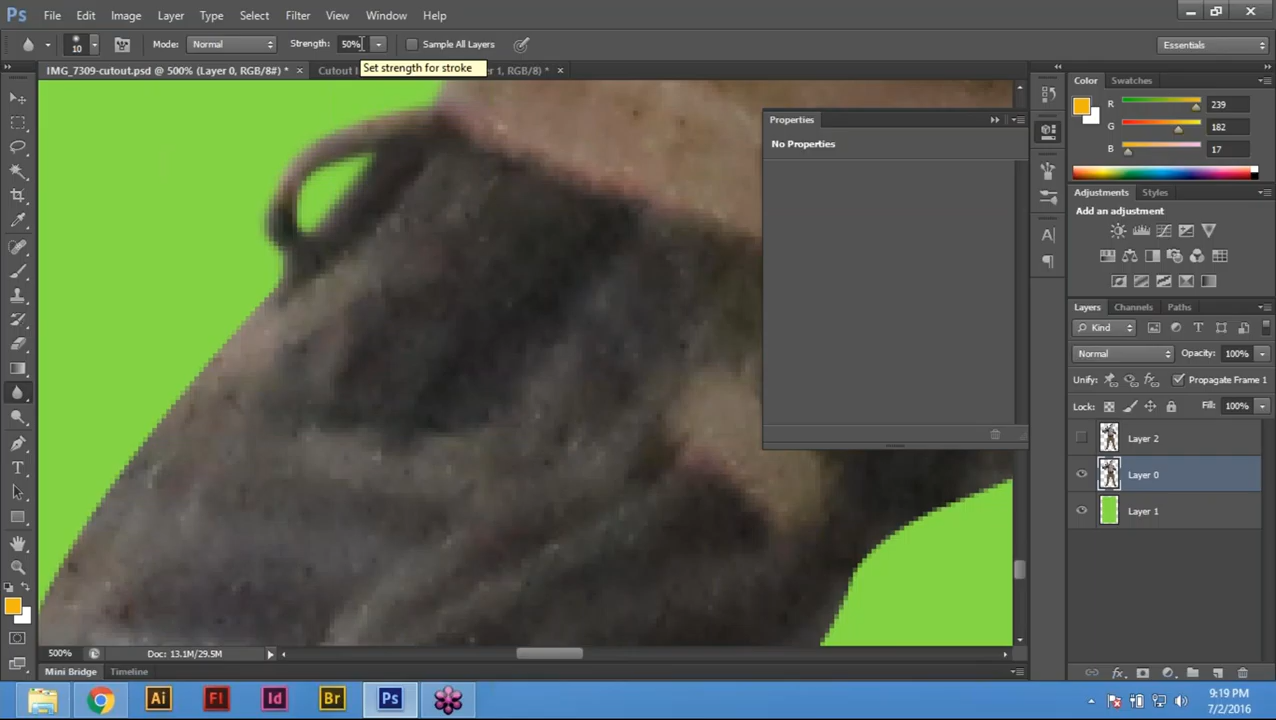 Ps File Edit Image Layer Type Select Filter View Window Help
10 Mode: Normal Strength: 50% Sample All Layers Essentials
Set strength for stroke
IMG_7309-cutout.psd @ 500% (Layer 0, RGB/8#) * × Cutout r 1, RGB/8) * ×
Color Swatches
R 239
G 182
B 17
Properties
No Properties
Adjustments Styles
Add an adjustment
Layers Channels Paths
Kind
Normal Opacity: 100%
Unify: Propagate Frame 1
Lock: Fill: 100%
Layer 2
Layer 0
Layer 1
500% Doc: 13.1M/29.5M
Mini Bridge Timeline
Ai Fl Id Br Ps
9:19 PM
7/2/2016